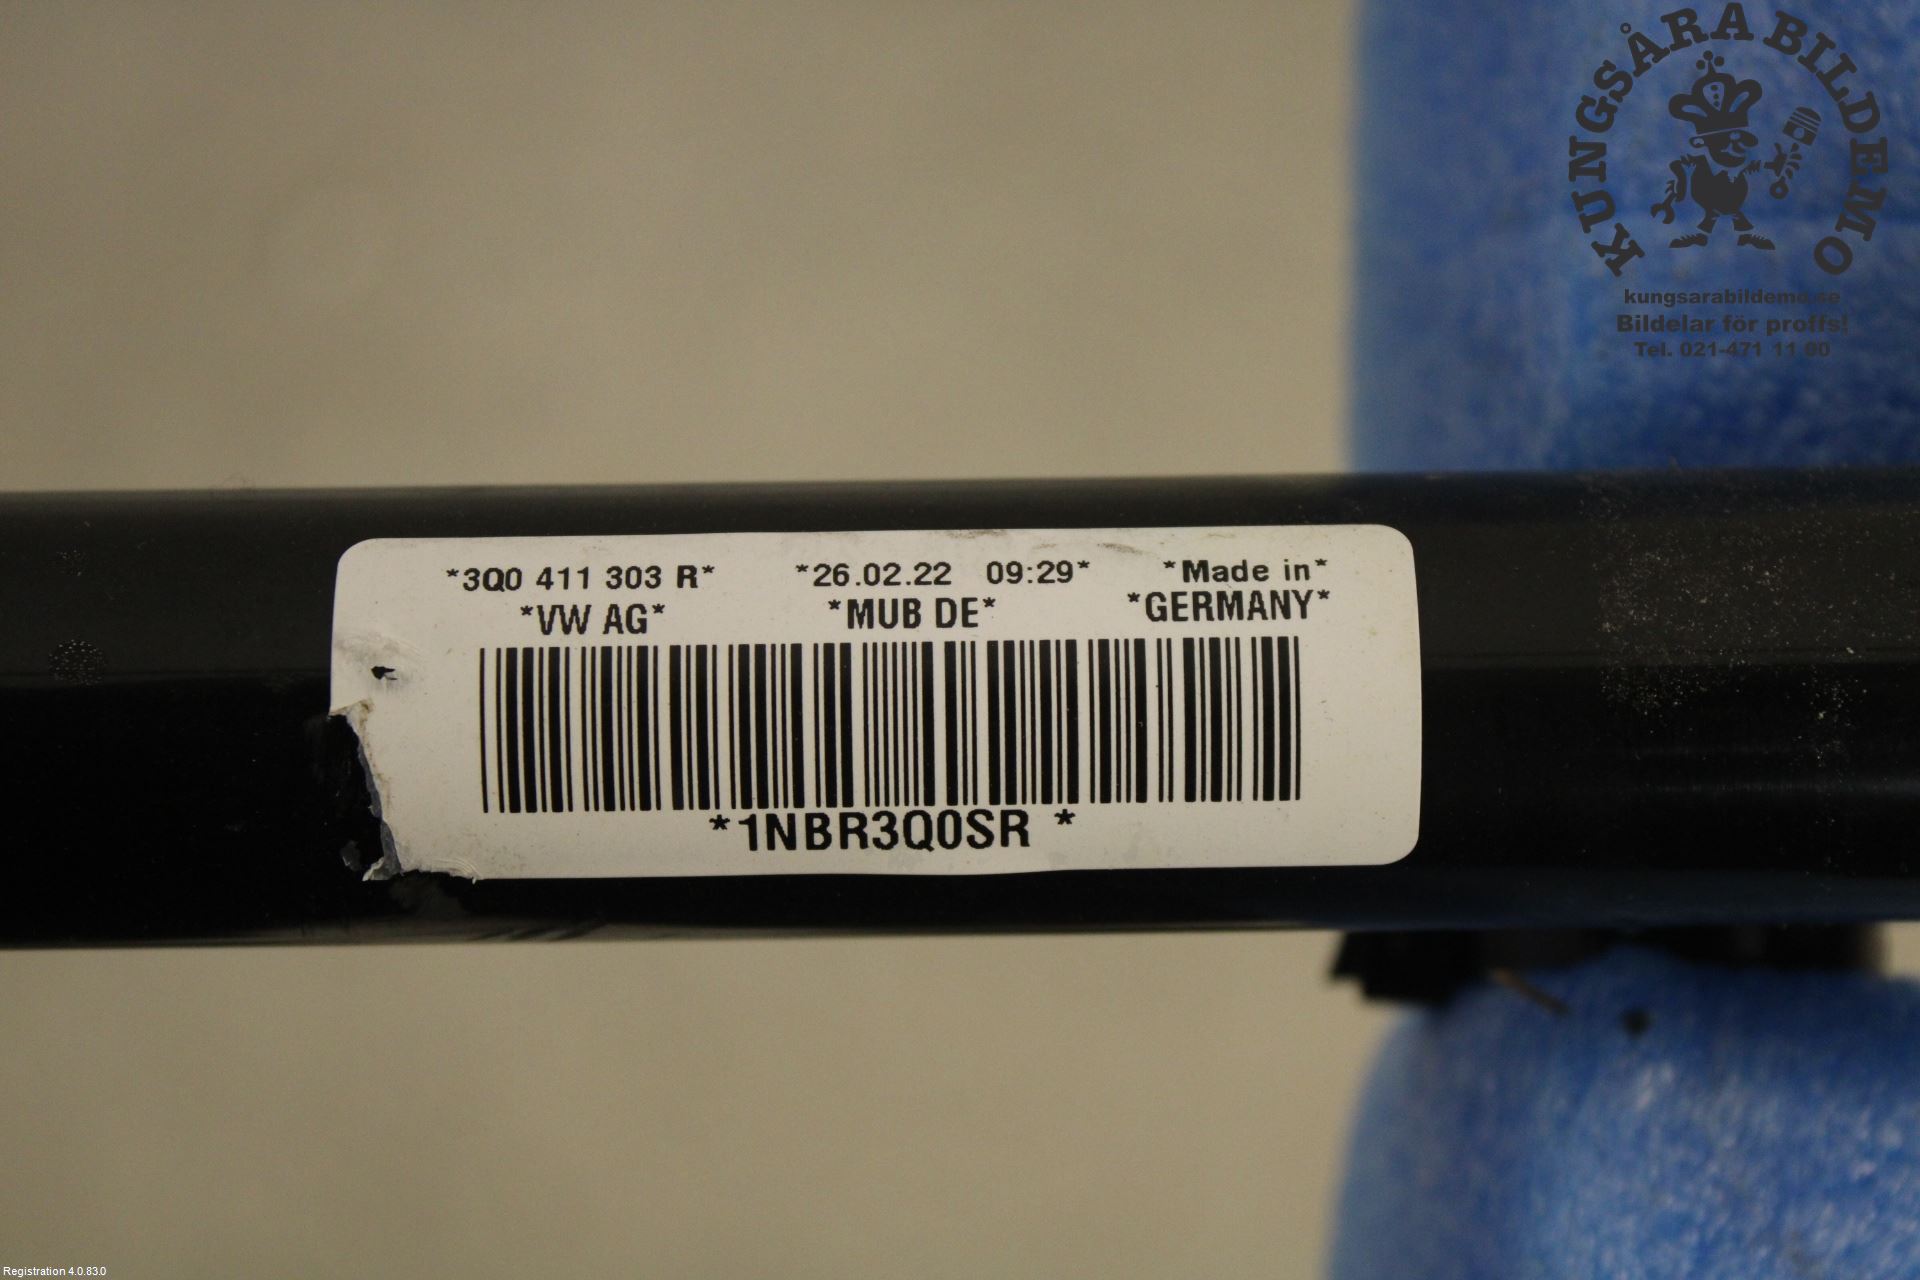 KUNGSÅRA BILDEMO
kungsarabildemo.se
Bildelar för proffs!
Tel. 021-471 11 00
*3Q0 411 303 R* *26.02.22 09:29* *Made in*
*VW AG* *MUB DE* *GERMANY*
*1NBR3Q0SR *
Registration 4.0.83.0